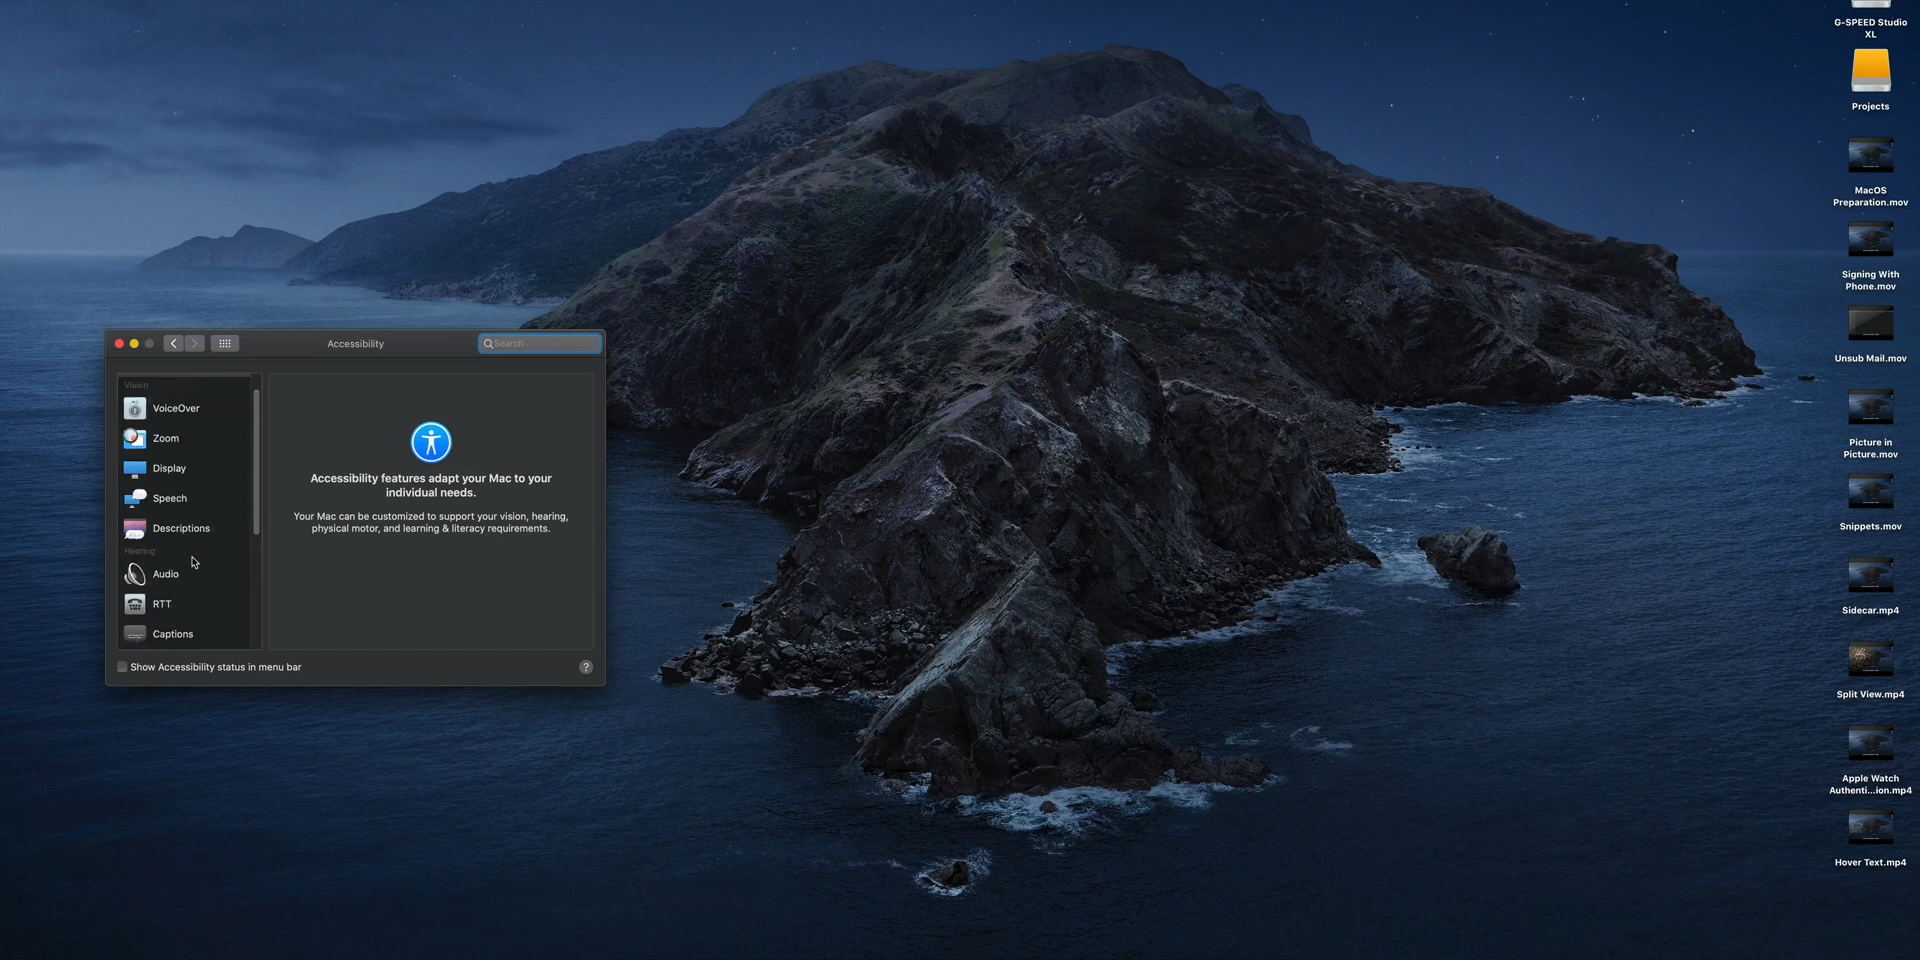 Accessibility
Search
Vision
VoiceOver
Zoom
Display
Speech
Descriptions
Hearing
Audio
RTT
Captions
Accessibility features adapt your Mac to your
individual needs.
Your Mac can be customized to support your vision, hearing,
physical motor, and learning & literacy requirements.
Show Accessibility status in menu bar
?
G-SPEED Studio
XL
Projects
MacOS
Preparation.mov
Signing With
Phone.mov
Unsub Mail.mov
Picture in
Picture.mov
Snippets.mov
Sidecar.mp4
Split View.mp4
Apple Watch
Authenti...ion.mp4
Hover Text.mp4